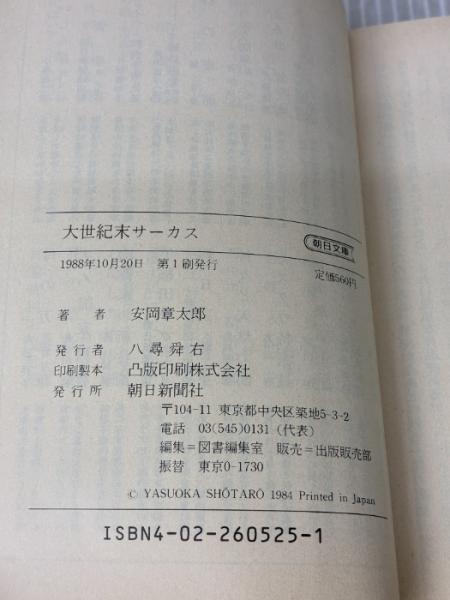 大世紀末サーカス
朝日文庫
1988年10月20日 第1刷発行
定価560円
著者 安岡章太郎
発行者 八尋舜右
印刷製本 凸版印刷株式会社
発行所 朝日新聞社
〒104-11 東京都中央区築地5-3-2
電話 03(545)0131(代表)
編集=図書編集室 販売=出版販売部
振替 東京0-1730
© YASUOKA SHŌTARŌ 1984 Printed in Japan
ISBN4-02-260525-1